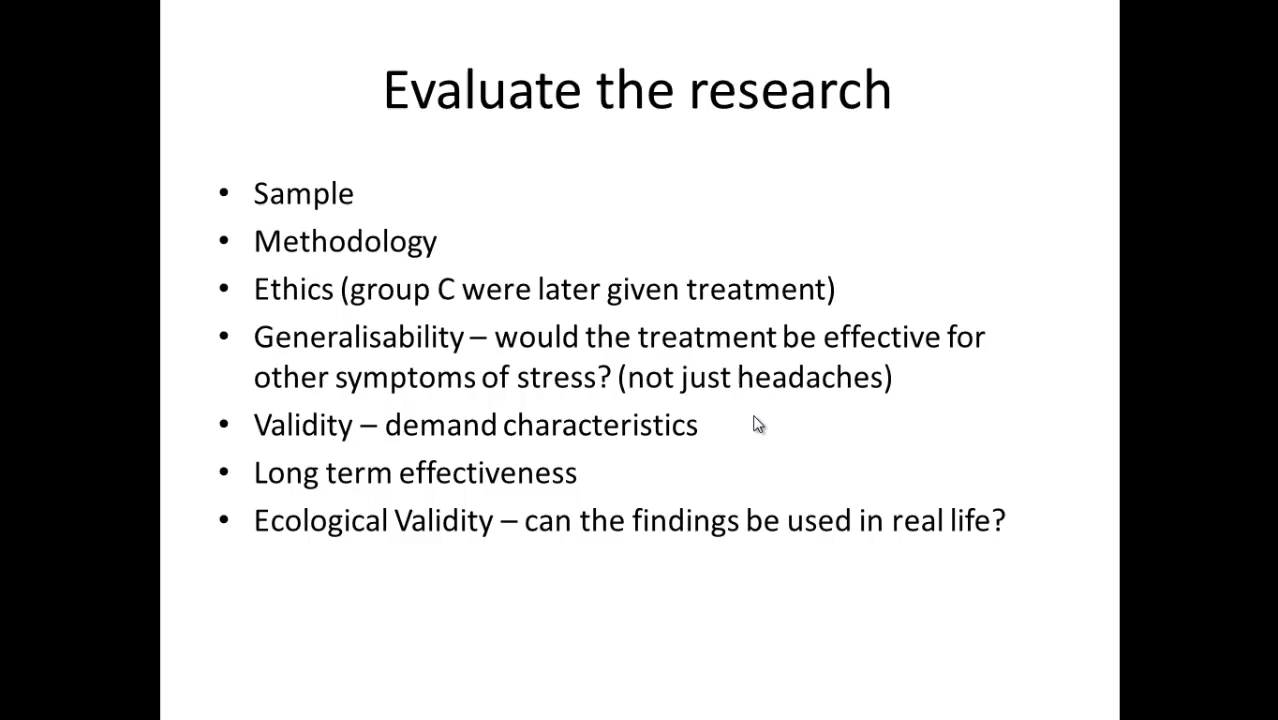 Evaluate the research
• Sample
• Methodology
• Ethics (group C were later given treatment)
• Generalisability – would the treatment be effective for
other symptoms of stress? (not just headaches)
• Validity – demand characteristics
• Long term effectiveness
• Ecological Validity – can the findings be used in real life?